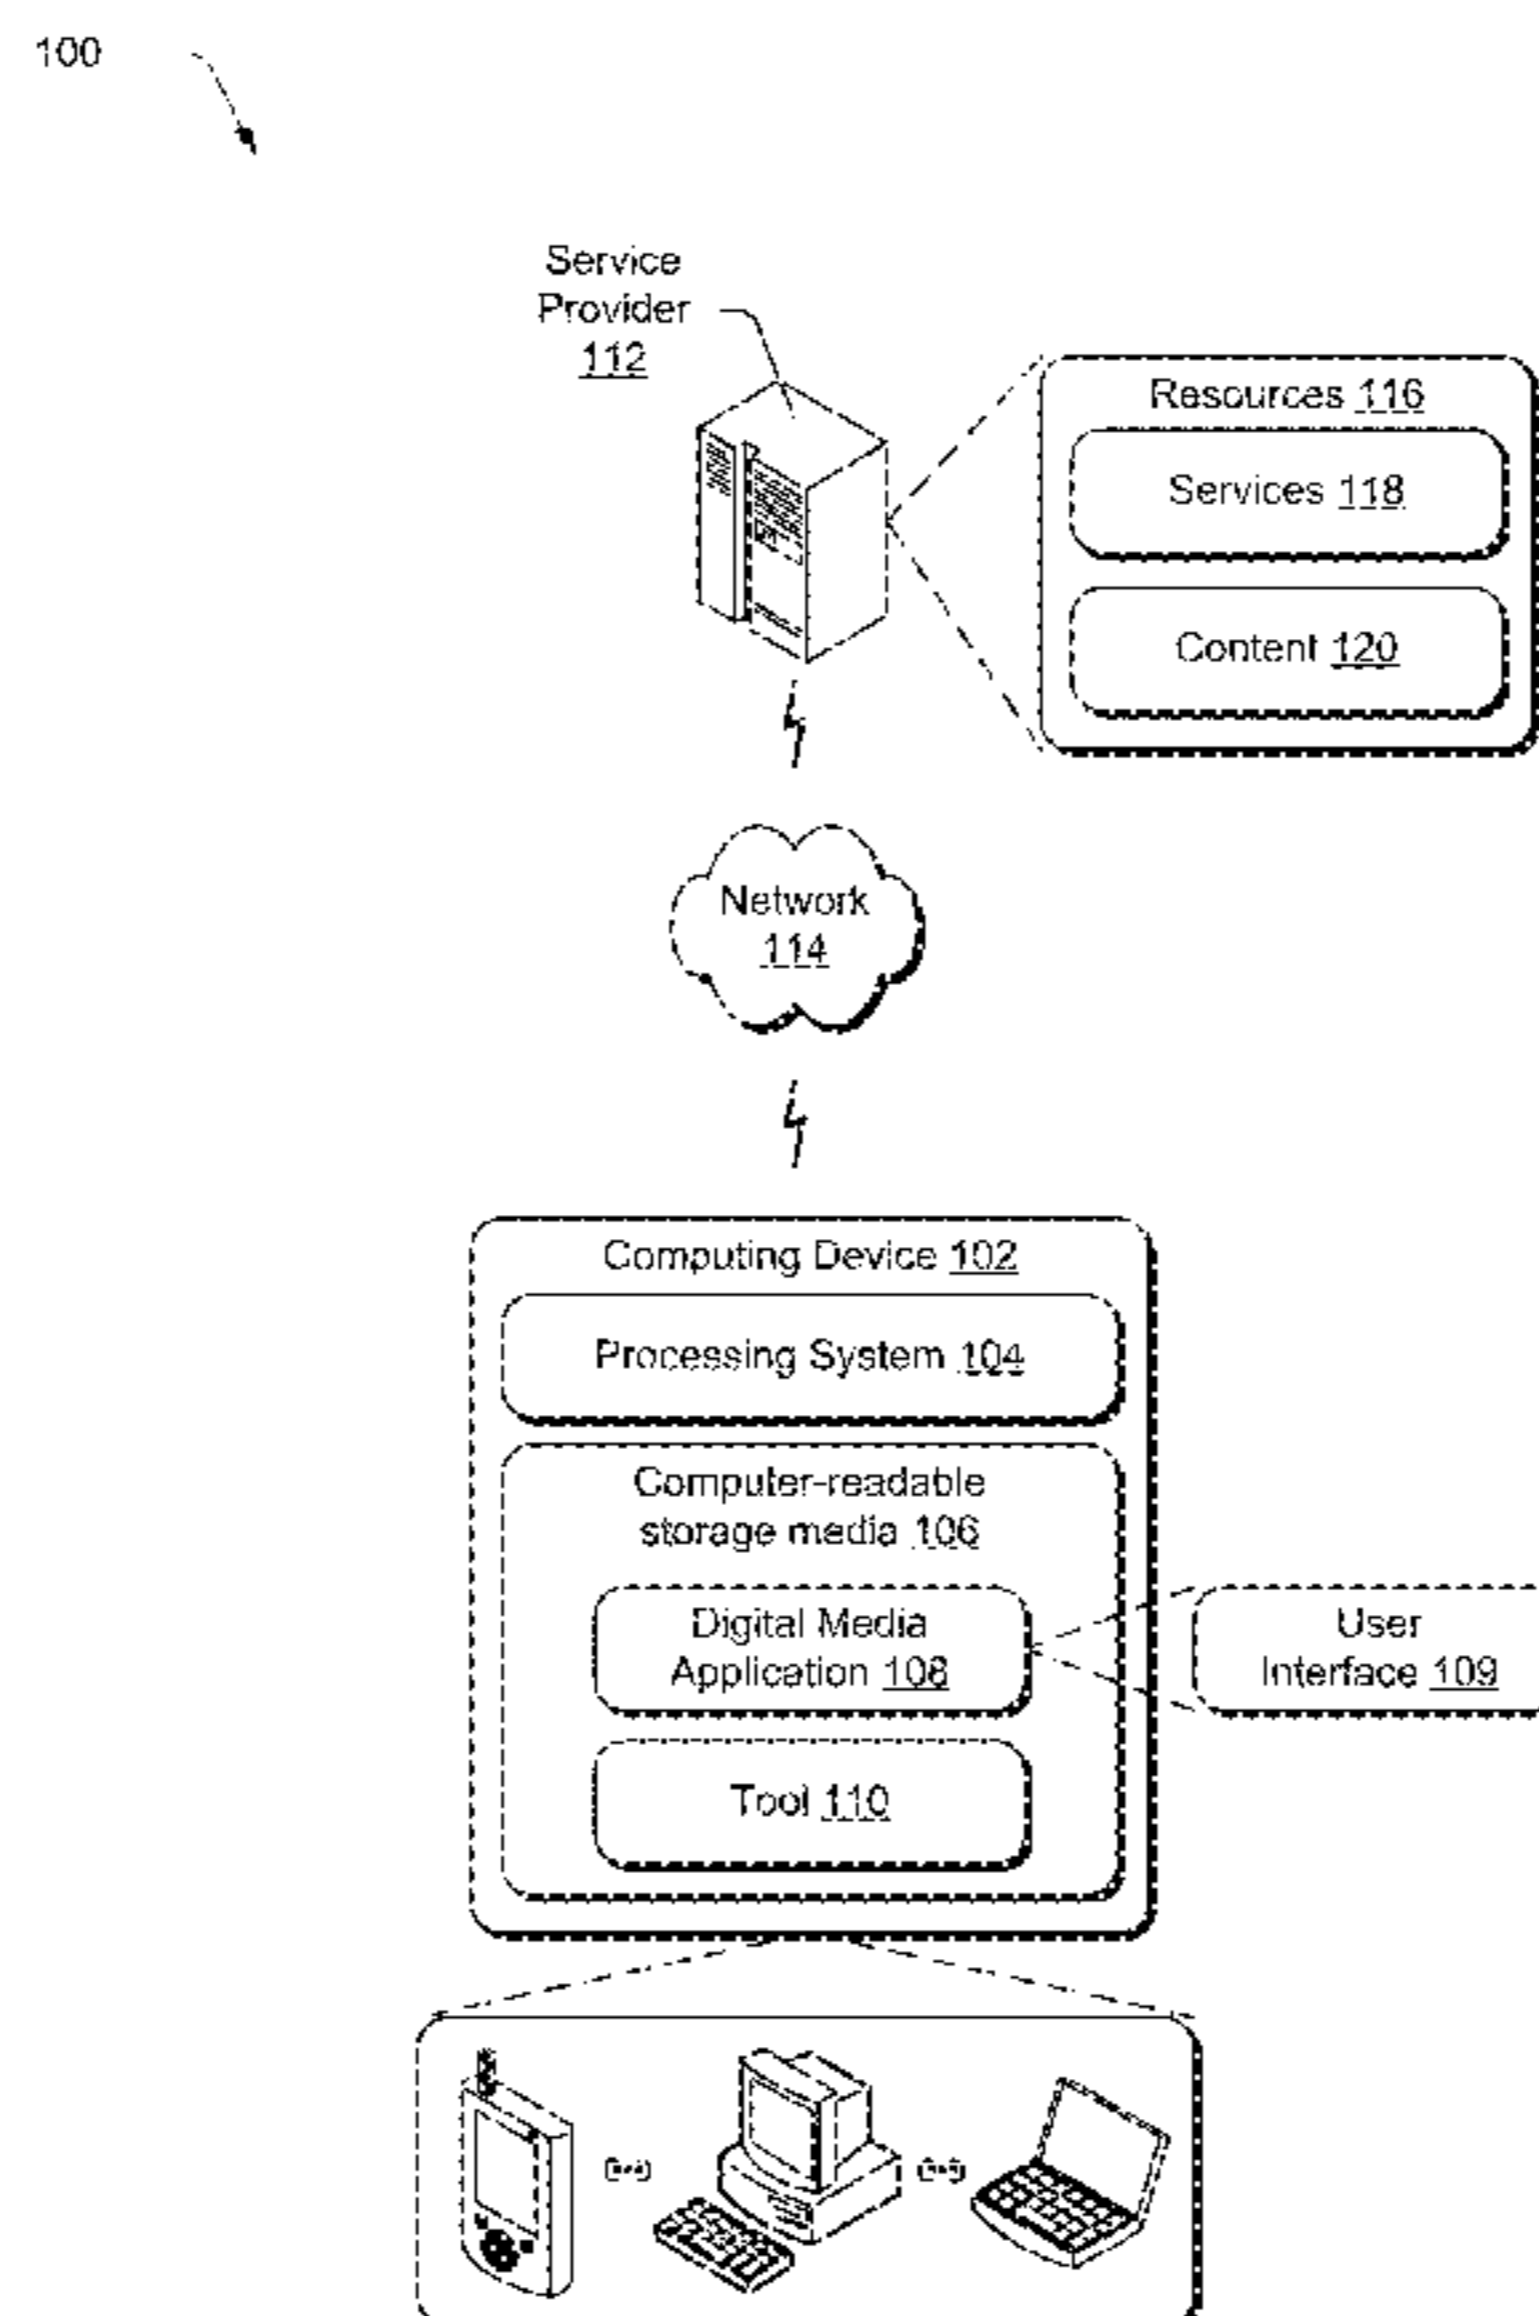 100
Service
Provider
112
Resources 116
Services 118
Content 120
Network
114
Computing Device 102
Processing System 104
Computer-readable
storage media 106
Digital Media
Application 108
User
Interface 109
Tool 110